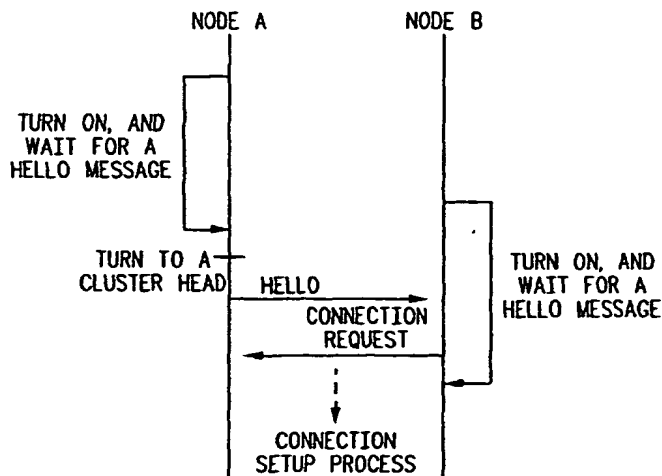 NODE A
NODE B
TURN ON, AND
WAIT FOR A
HELLO MESSAGE
TURN TO A
CLUSTER HEAD
HELLO
CONNECTION
REQUEST
TURN ON, AND
WAIT FOR A
HELLO MESSAGE
CONNECTION
SETUP PROCESS